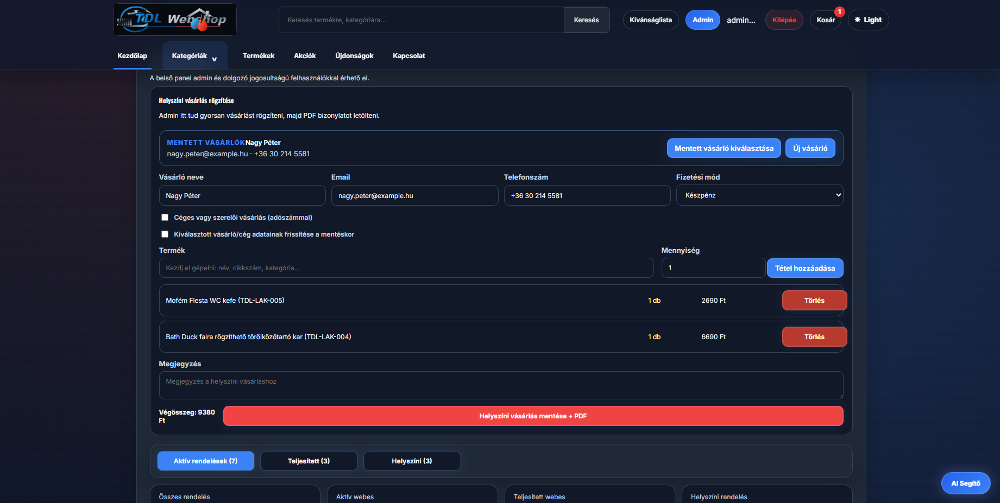 TDL Webshop
Keresés termékre, kategóriára...
Keresés
Kívánságlista
Admin
admin...
Kilépés
Kosár
1
Light
Kezdőlap
Kategóriák v
Termékek
Akciók
Újdonságok
Kapcsolat
A belső panel admin és dolgozó jogosultságú felhasználókkal érhető el.
Helyszíni vásárlás rögzítése
Admin itt tud gyorsan vásárlást rögzíteni, majd PDF bizonylatot letölteni.
MENTETT VÁSÁRLÓK Nagy Péter
nagy.peter@example.hu · +36 30 214 5581
Mentett vásárló kiválasztása
Új vásárló
Vásárló neve
Email
Telefonszám
Fizetési mód
Nagy Péter
nagy.peter@example.hu
+36 30 214 5581
Készpénz
Céges vagy szerelői vásárlás (adószámmal)
Kiválasztott vásárló/cég adatainak frissítése a mentéskor
Termék
Mennyiség
Kezdj el gépelni: név, cikkszám, kategória...
1
Tétel hozzáadása
Mofém Fiesta WC kefe (TDL-LAK-005)
1 db
2690 Ft
Törlés
Bath Duck falra rögzíthető törölközőtartó kar (TDL-LAK-004)
1 db
6690 Ft
Törlés
Megjegyzés
Megjegyzés a helyszíni vásárláshoz
Végösszeg: 9380
Ft
Helyszíni vásárlás mentése + PDF
Aktív rendelések (7)
Teljesített (3)
Helyszíni (3)
Összes rendelés
Aktív webes
Teljesített webes
Helyszíni rendelés
AI Segítő